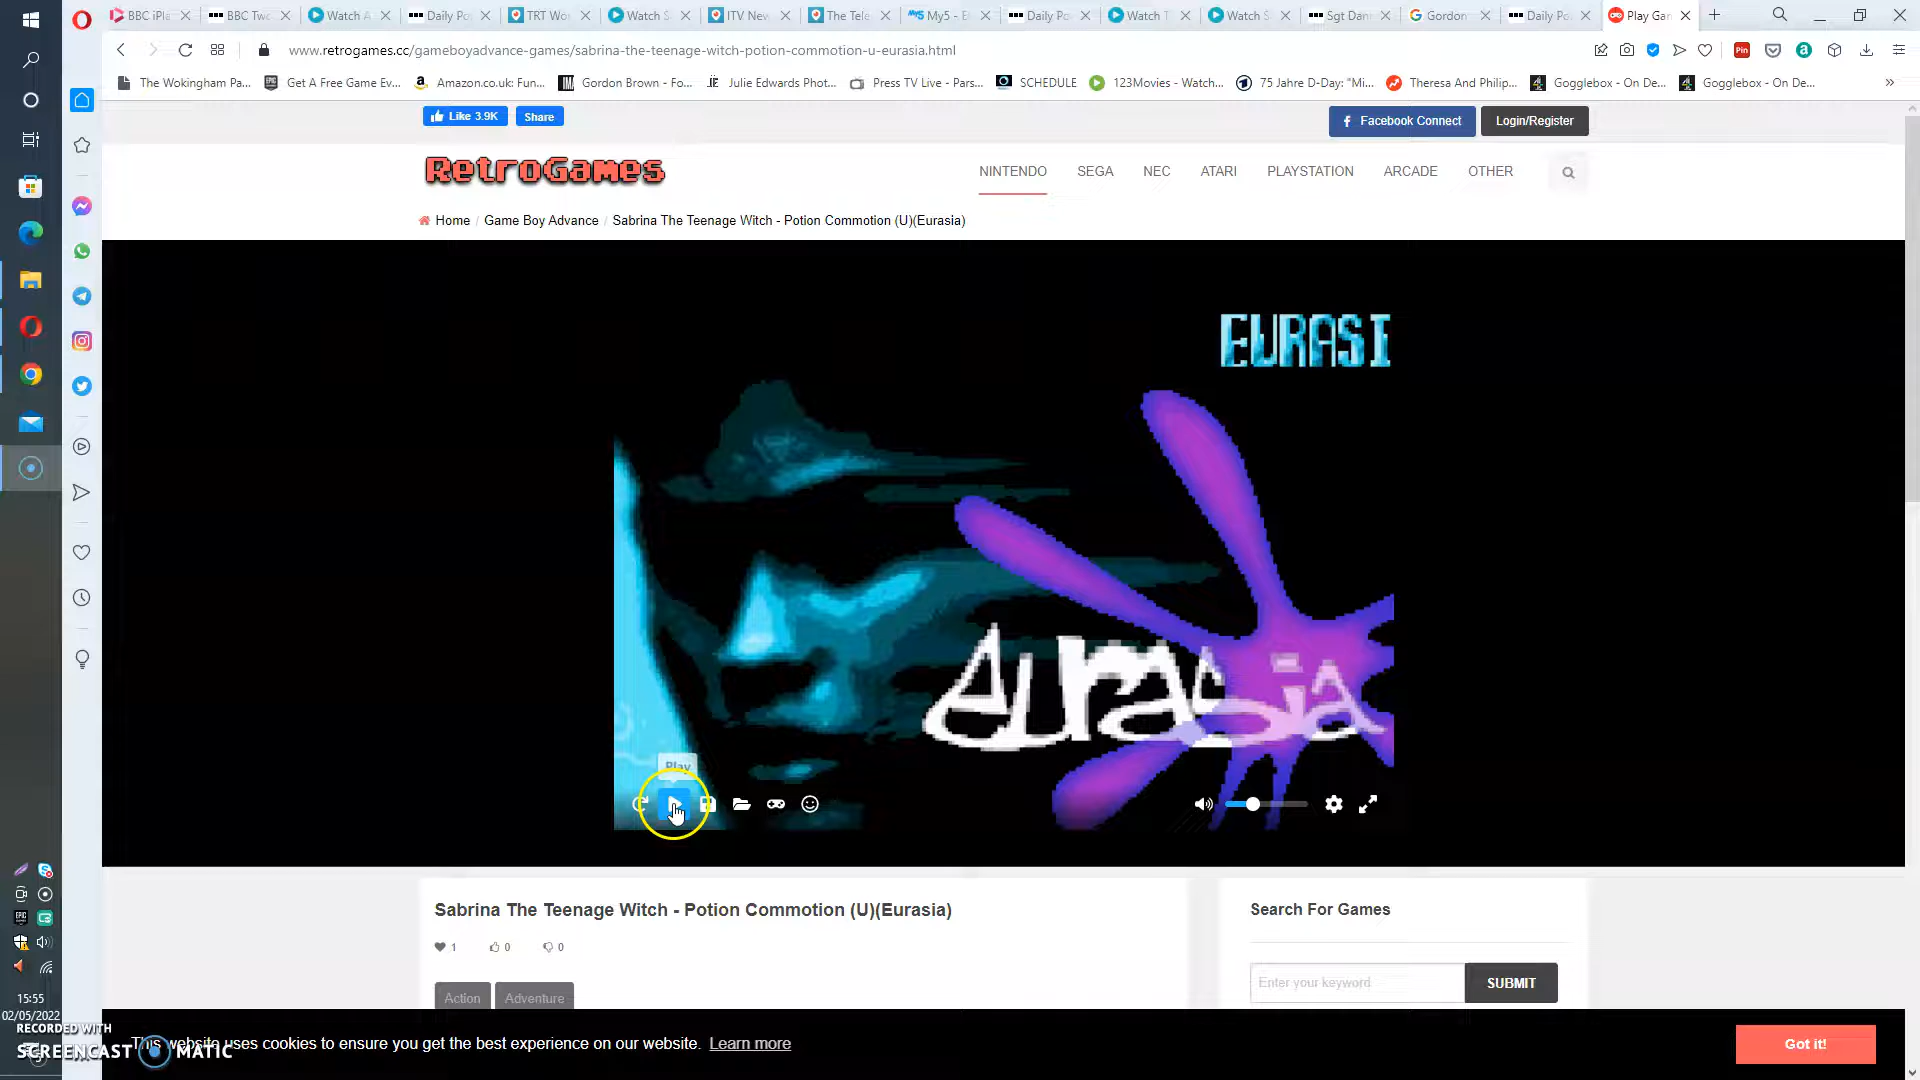 BBC iPla BBC Two Watch A Daily Po TRT Wo Watch S ITV New The Tele My5 - E Daily Po Watch T Watch S Sgt Dan Gordon Daily Po Play Gar
www.retrogames.cc/gameboyadvance-games/sabrina-the-teenage-witch-potion-commotion-u-eurasia.html
The Wokingham Pa... Get A Free Game Ev... Amazon.co.uk: Fun... Gordon Brown - Fo... Julie Edwards Phot... Press TV Live - Pars... SCHEDULE 123Movies - Watch... 75 Jahre D-Day: "Mi... Theresa And Philip... Gogglebox - On De... Gogglebox - On De...
Like 3.9K Share Facebook Connect Login/Register
RetroGames NINTENDO SEGA NEC ATARI PLAYSTATION ARCADE OTHER
Home / Game Boy Advance / Sabrina The Teenage Witch - Potion Commotion (U)(Eurasia)
EURASI
eurasia
Play
Sabrina The Teenage Witch - Potion Commotion (U)(Eurasia)
1 0 0
Action Adventure
Search For Games
Enter your keyword SUBMIT
This website uses cookies to ensure you get the best experience on our website. Learn more Got it!
15:55
02/05/2022
RECORDED WITH
SCREENCAST MATIC